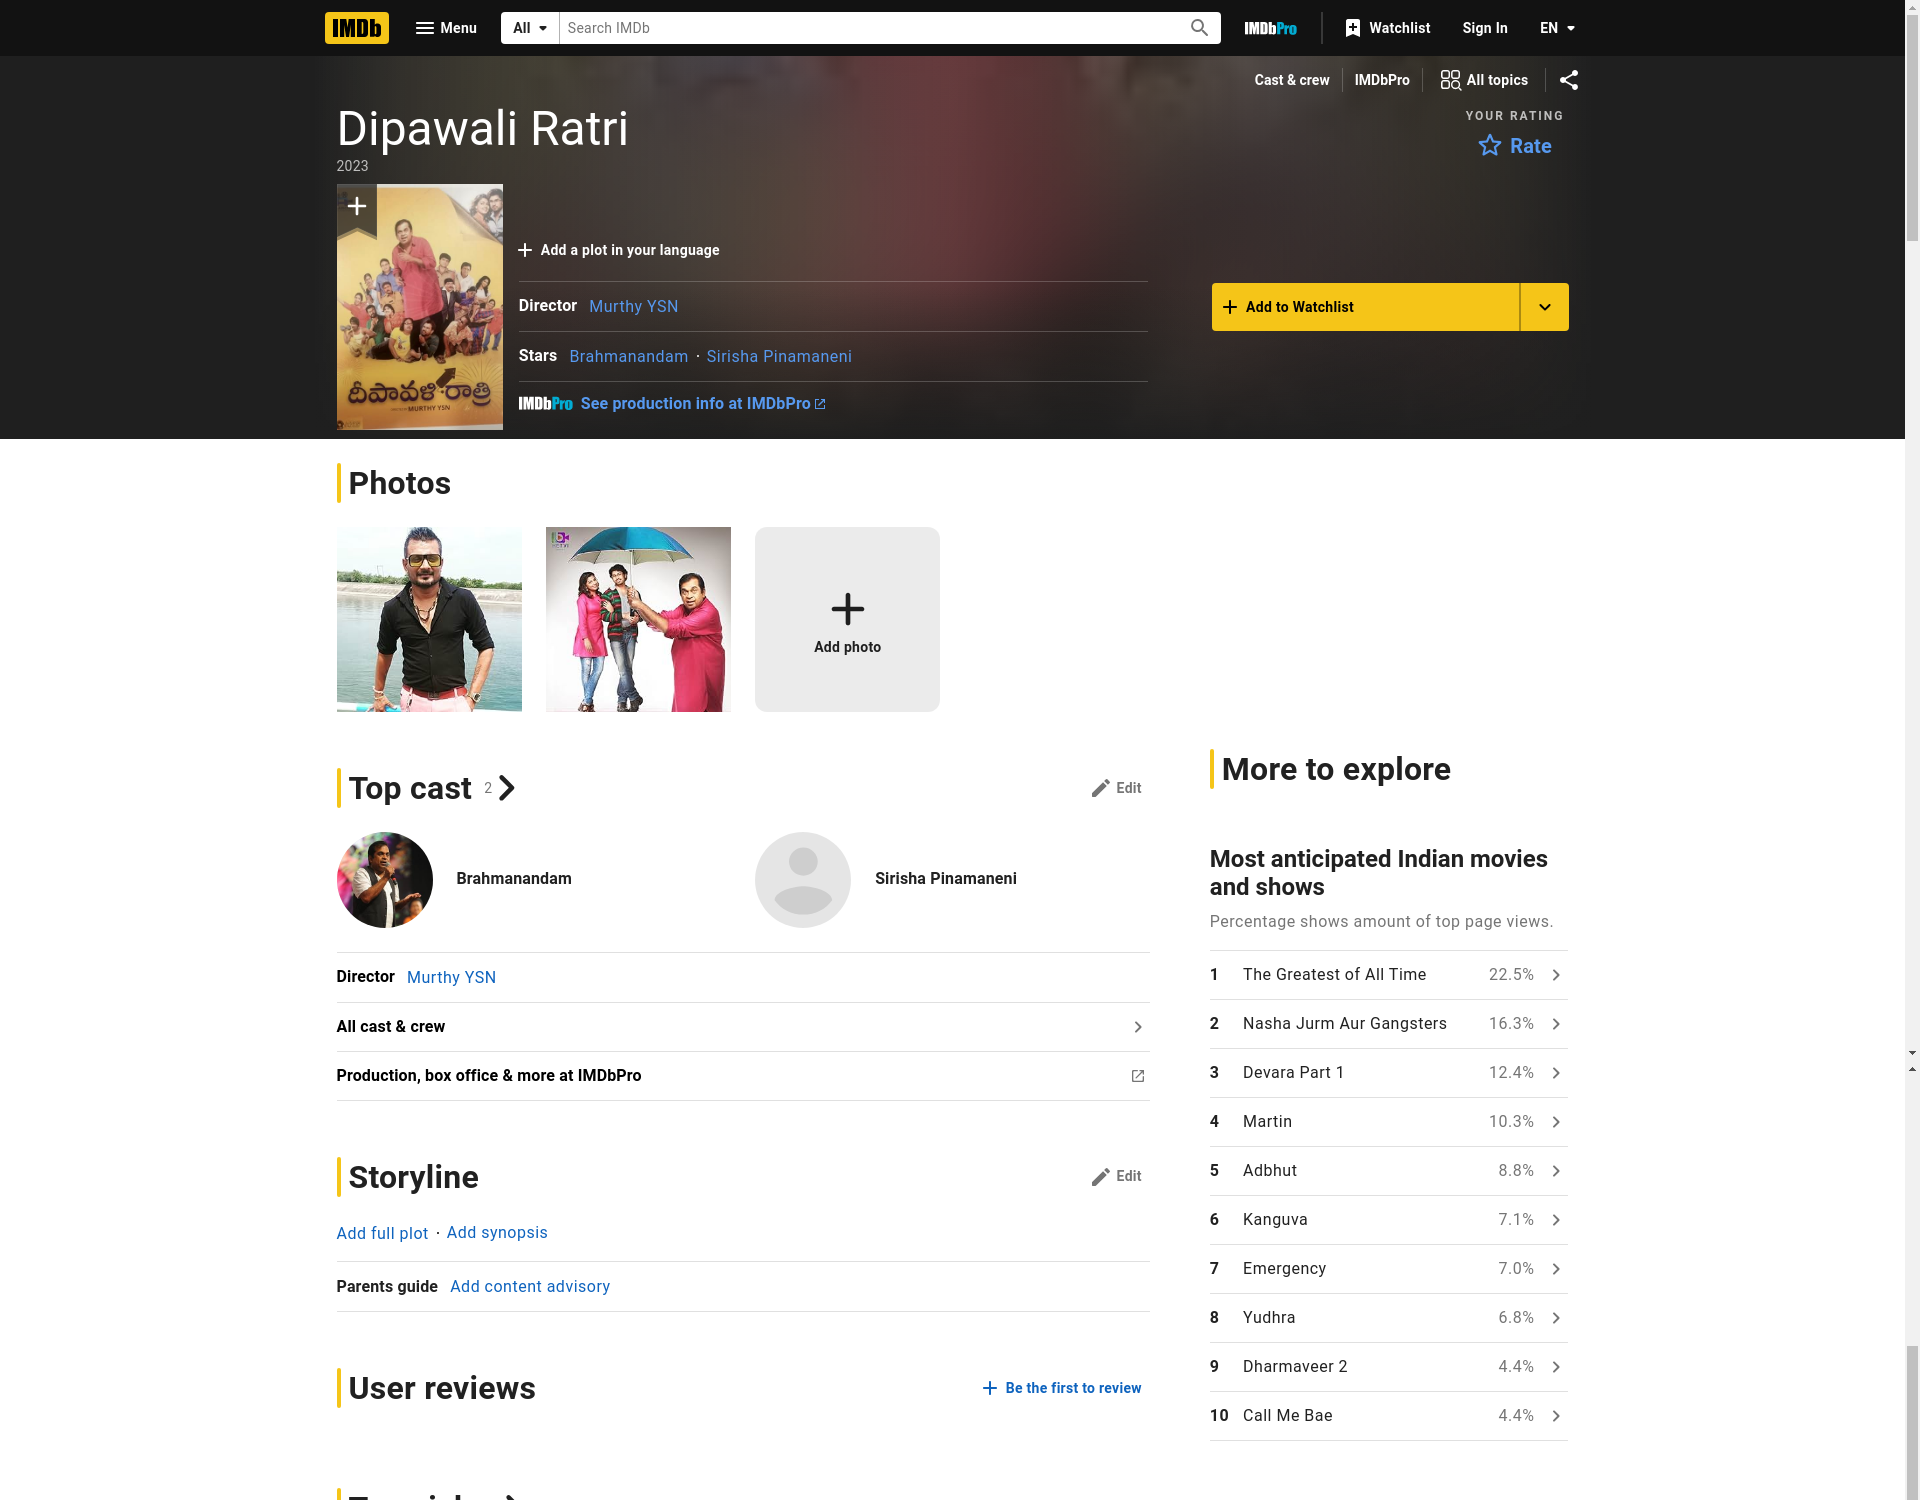 IMDb
Menu
All
Search IMDb
IMDbPro
Watchlist
Sign In
EN
Cast & crew
IMDbPro
All topics
Dipawali Ratri
2023
YOUR RATING
Rate
దీపావళి రాత్రి
MURTHY YSN
Add a plot in your language
Director Murthy YSN
Stars Brahmanandam · Sirisha Pinamaneni
IMDbPro See production info at IMDbPro
Add to Watchlist
Photos
Add photo
Top cast 2
Edit
Brahmanandam
Sirisha Pinamaneni
Director Murthy YSN
All cast & crew
Production, box office & more at IMDbPro
Storyline
Edit
Add full plot · Add synopsis
Parents guide Add content advisory
User reviews
Be the first to review
More to explore
Most anticipated Indian movies
and shows
Percentage shows amount of top page views.
1 The Greatest of All Time 22.5%
2 Nasha Jurm Aur Gangsters 16.3%
3 Devara Part 1 12.4%
4 Martin 10.3%
5 Adbhut 8.8%
6 Kanguva 7.1%
7 Emergency 7.0%
8 Yudhra 6.8%
9 Dharmaveer 2 4.4%
10 Call Me Bae 4.4%